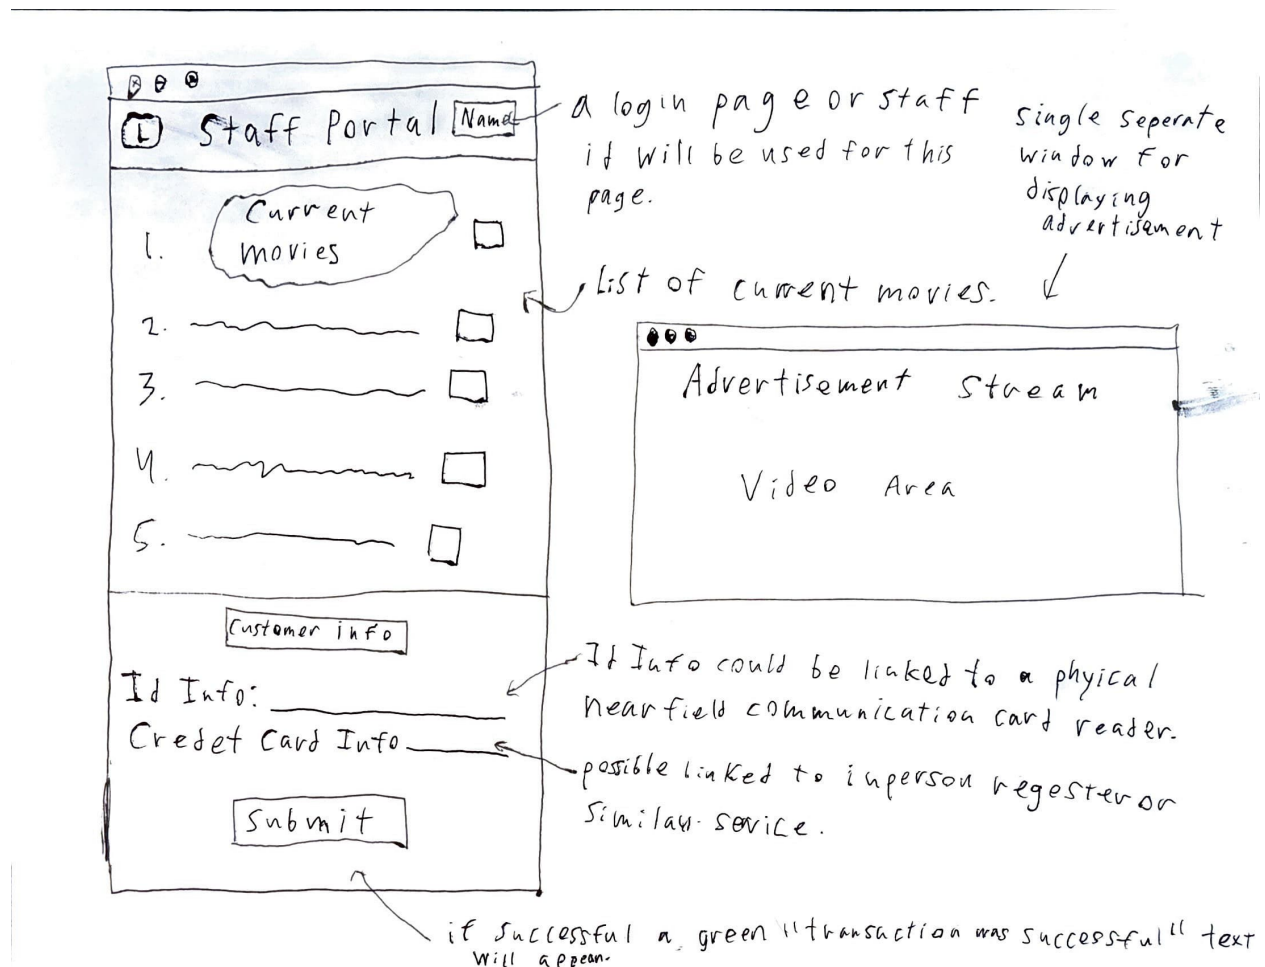 L Staff Portal Name
a login page or staff
id will be used for this
page.
single seperate
window for
displaying
advertisement
1. Current
movies
2.
3.
4.
5.
List of current movies.
Advertisement Stream
Video Area
Customer info
Id Info:
Credet Card Info
Submit
Id Info could be linked to a phyical
near field communication card reader.
possible linked to inperson regester or
similar service.
if successful a green "transaction was successful" text
will appear.